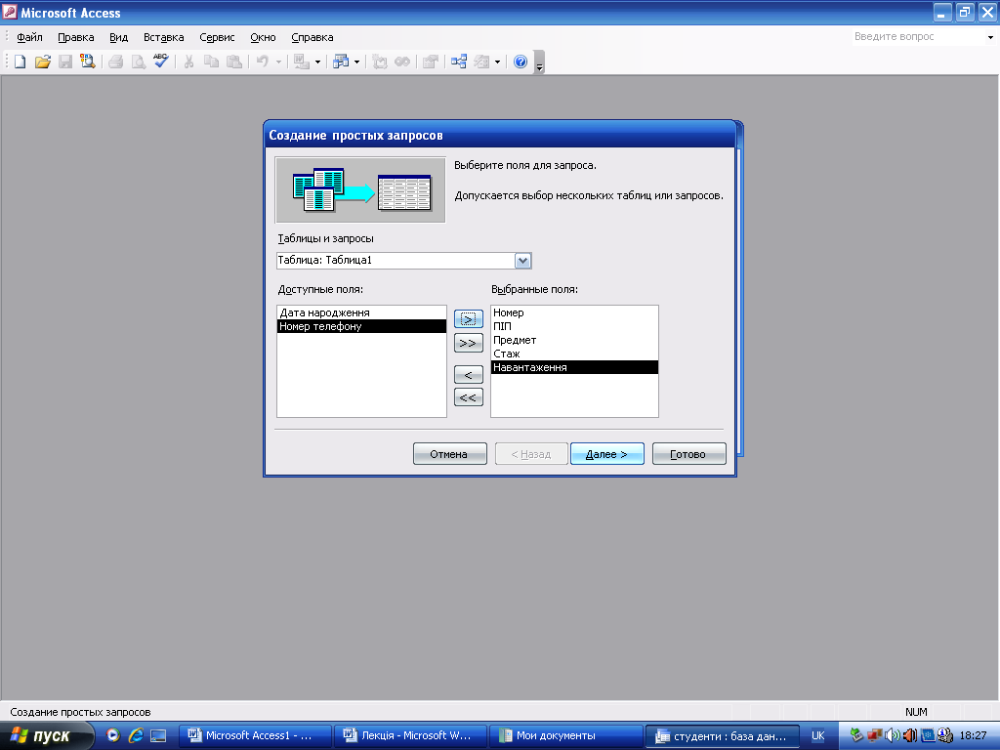 Microsoft Access
Файл Правка Вид Вставка Сервис Окно Справка
Введите вопрос
ABC
Создание простых запросов
Выберите поля для запроса.
Допускается выбор нескольких таблиц или запросов.
Таблицы и запросы
Таблица: Таблица1
Доступные поля:
Выбранные поля:
Дата народження
Номер телефону
>
>>
<
<<
Номер
ПІП
Предмет
Стаж
Навантаження
Отмена
< Назад
Далее >
Готово
Создание простых запросов
NUM
пуск
Microsoft Access1 - ...
Лекція - Microsoft W...
Мои документы
студенти : база дан...
UK
18:27